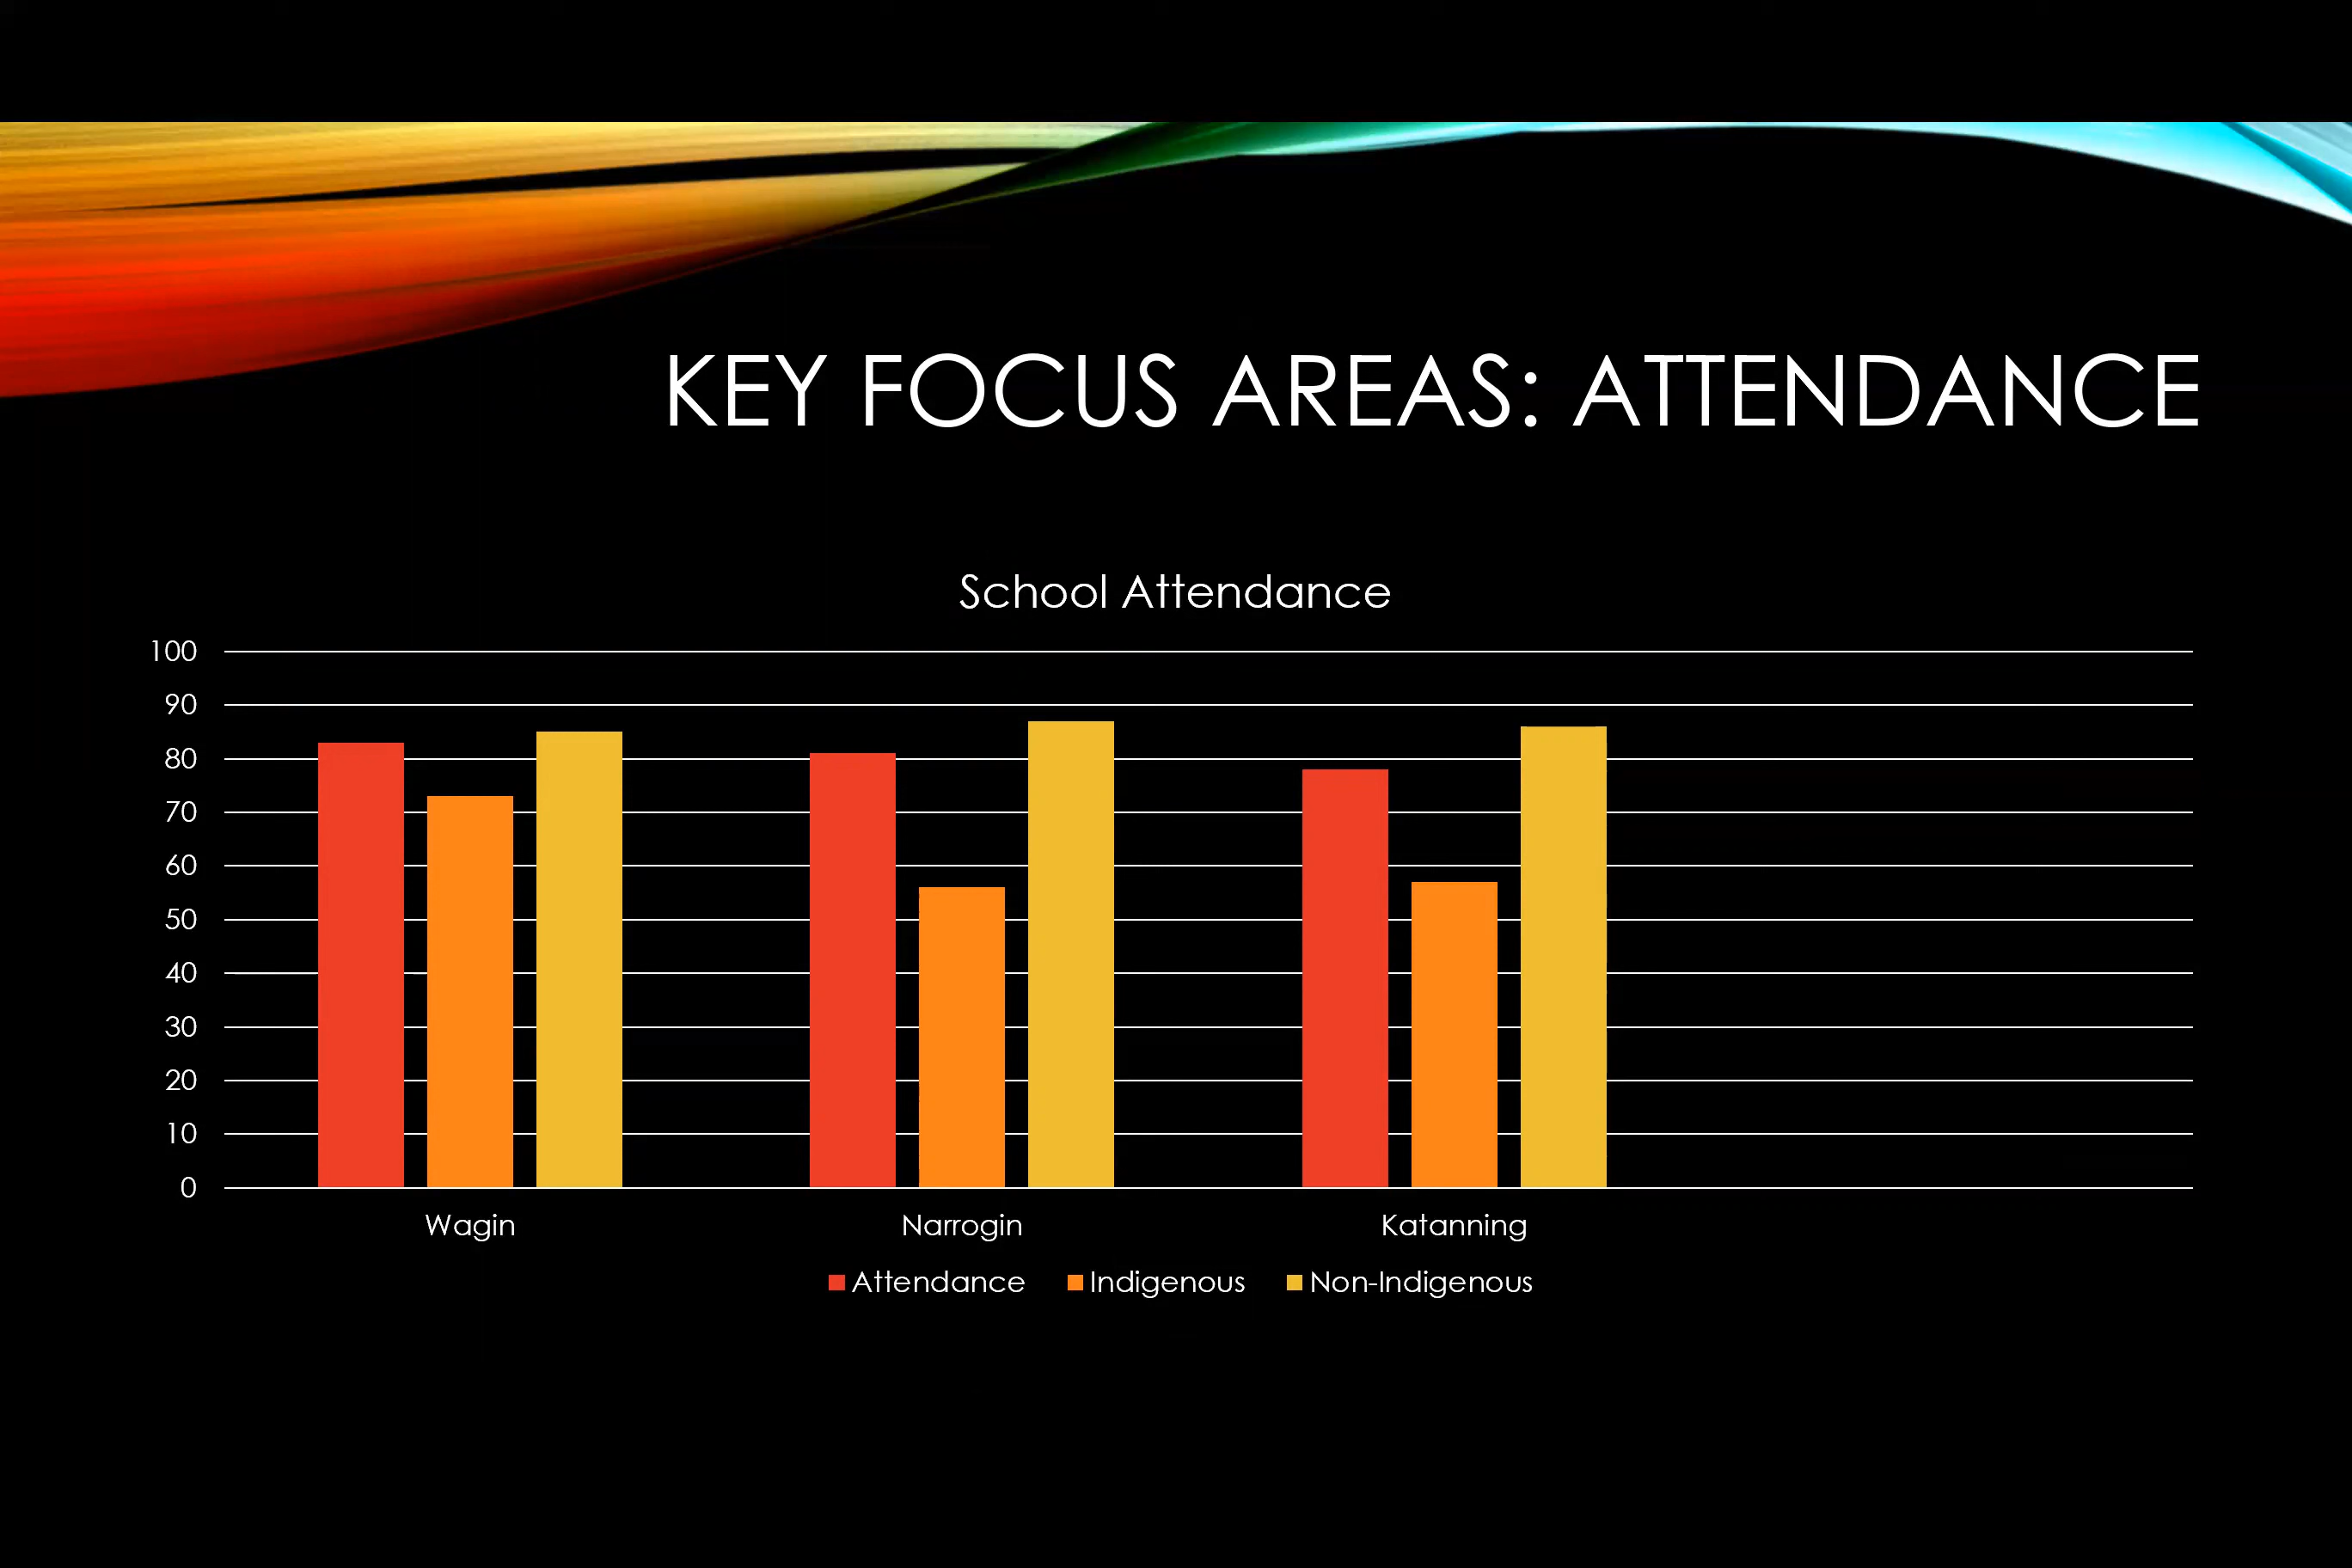 KEY FOCUS AREAS: ATTENDANCE
School Attendance
100
90
80
70
60
50
40
30
20
10
0
Wagin Narrogin Katanning
Attendance Indigenous Non-Indigenous